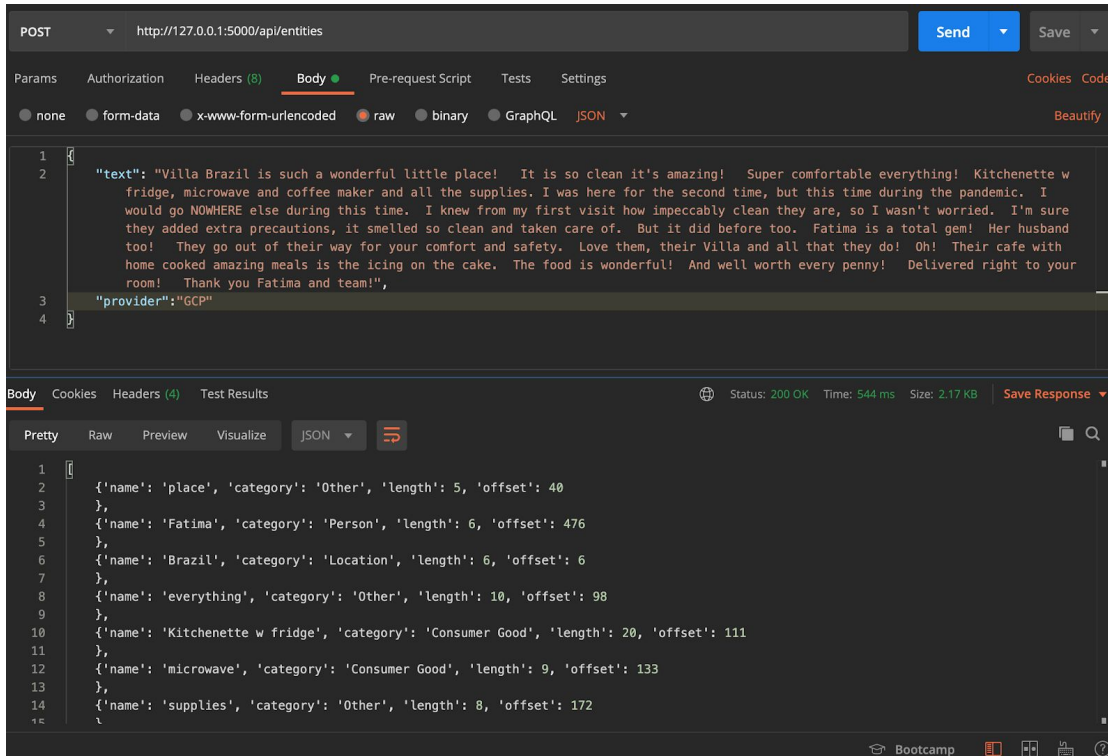 POST http://127.0.0.1:5000/api/entities Send Save
Params Authorization Headers (8) Body Pre-request Script Tests Settings Cookies Code
none form-data x-www-form-urlencoded raw binary GraphQL JSON Beautify
1 {
2 "text": "Villa Brazil is such a wonderful little place! It is so clean it's amazing! Super comfortable everything! Kitchenette w
fridge, microwave and coffee maker and all the supplies. I was here for the second time, but this time during the pandemic. I
would go NOWHERE else during this time. I knew from my first visit how impeccably clean they are, so I wasn't worried. I'm sure
they added extra precautions, it smelled so clean and taken care of. But it did before too. Fatima is a total gem! Her husband
too! They go out of their way for your comfort and safety. Love them, their Villa and all that they do! Oh! Their cafe with
home cooked amazing meals is the icing on the cake. The food is wonderful! And well worth every penny! Delivered right to your
room! Thank you Fatima and team!",
3 "provider":"GCP"
4 }
Body Cookies Headers (4) Test Results Status: 200 OK Time: 544 ms Size: 2.17 KB Save Response
Pretty Raw Preview Visualize JSON
1 [
2 {'name': 'place', 'category': 'Other', 'length': 5, 'offset': 40
3 },
4 {'name': 'Fatima', 'category': 'Person', 'length': 6, 'offset': 476
5 },
6 {'name': 'Brazil', 'category': 'Location', 'length': 6, 'offset': 6
7 },
8 {'name': 'everything', 'category': 'Other', 'length': 10, 'offset': 98
9 },
10 {'name': 'Kitchenette w fridge', 'category': 'Consumer Good', 'length': 20, 'offset': 111
11 },
12 {'name': 'microwave', 'category': 'Consumer Good', 'length': 9, 'offset': 133
13 },
14 {'name': 'supplies', 'category': 'Other', 'length': 8, 'offset': 172
15 }
Bootcamp